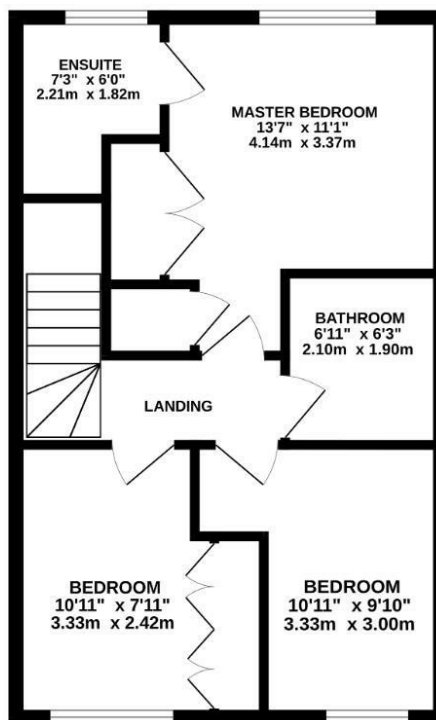 ENSUITE
7'3" x 6'0"
2.21m x 1.82m
MASTER BEDROOM
13'7" x 11'1"
4.14m x 3.37m
BATHROOM
6'11" x 6'3"
2.10m x 1.90m
LANDING
BEDROOM
10'11" x 7'11"
3.33m x 2.42m
BEDROOM
10'11" x 9'10"
3.33m x 3.00m